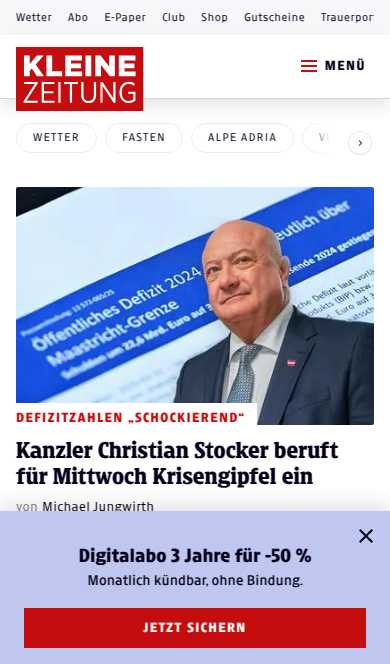 Wetter Abo E-Paper Club Shop Gutscheine Trauerpor
KLEINE
ZEITUNG
MENÜ
WETTER FASTEN ALPE ADRIA
Öffentliches Defizit 2024 deutlich über
Maastricht-Grenze
DEFIZITZAHLEN „SCHOCKIEREND“
Kanzler Christian Stocker beruft
für Mittwoch Krisengipfel ein
von Michael Jungwirth
Digitalabo 3 Jahre für -50 %
Monatlich kündbar, ohne Bindung.
JETZT SICHERN